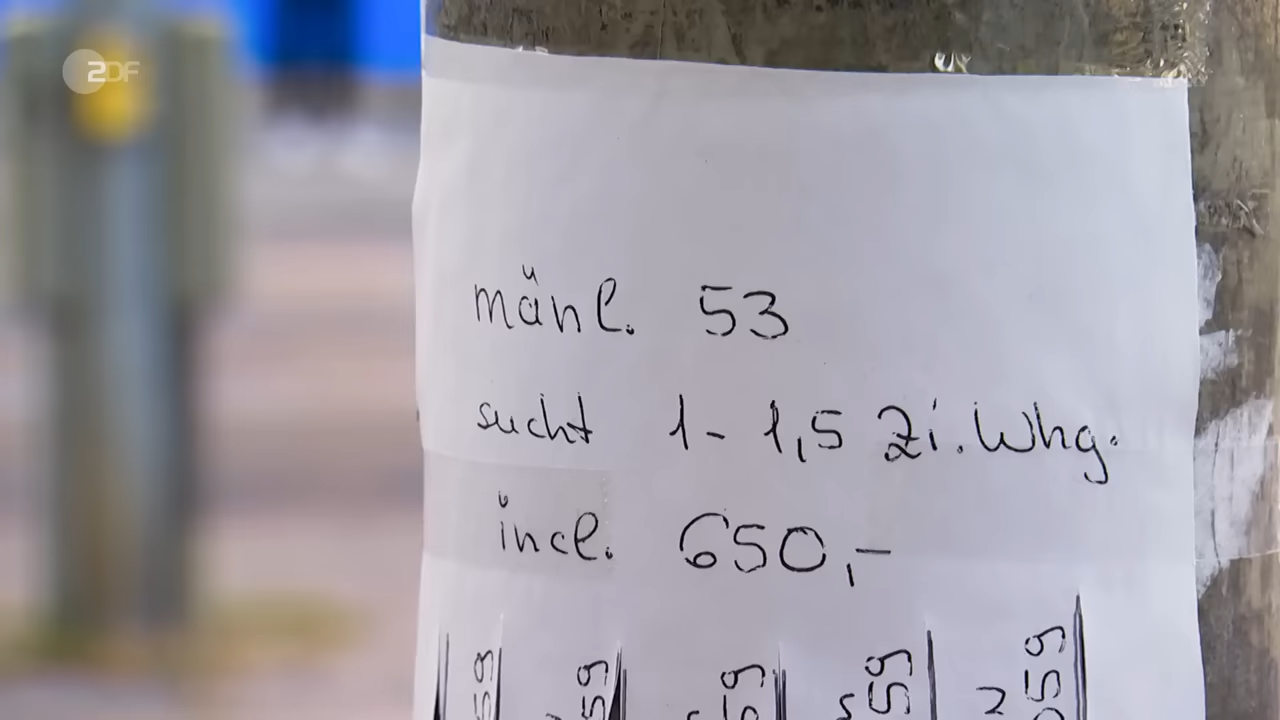 ZDF
mänl. 53
sucht 1-1,5 Zi. Whg.
incl. 650,-